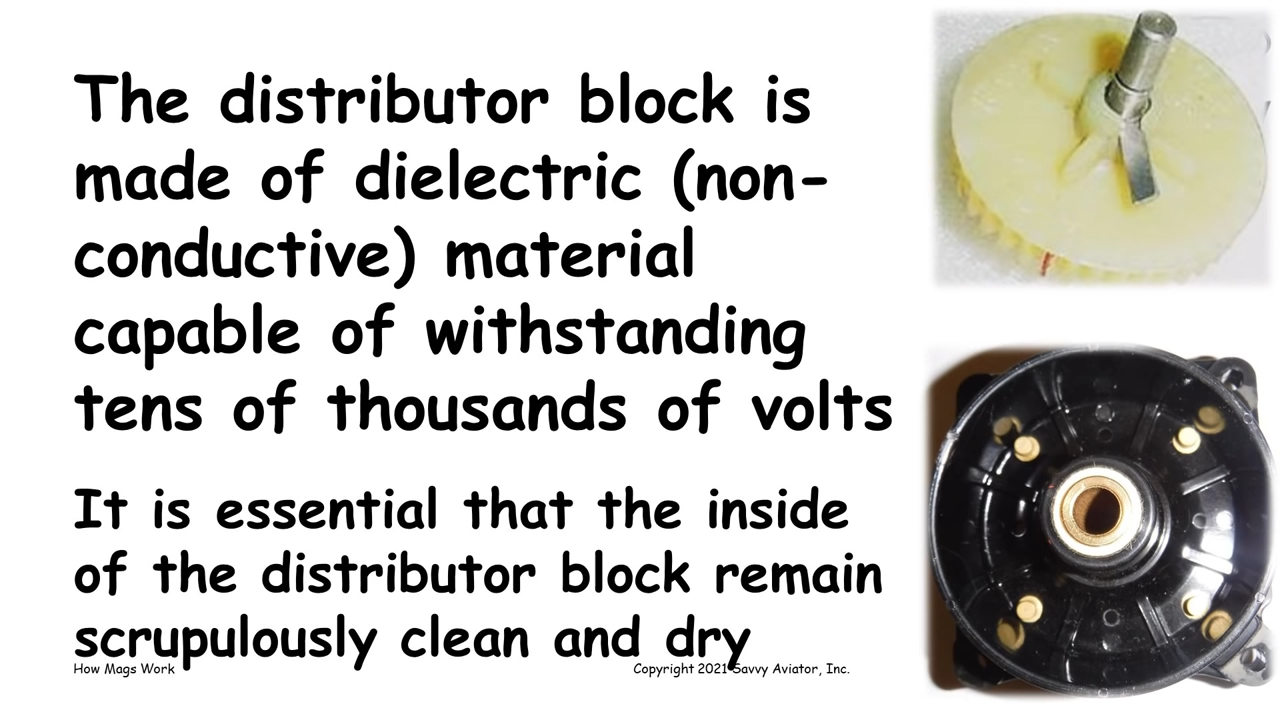 The distributor block is
made of dielectric (non-
conductive) material
capable of withstanding
tens of thousands of volts
It is essential that the inside
of the distributor block remain
scrupulously clean and dry
How Mags Work
Copyright 2021 Savvy Aviator, Inc.